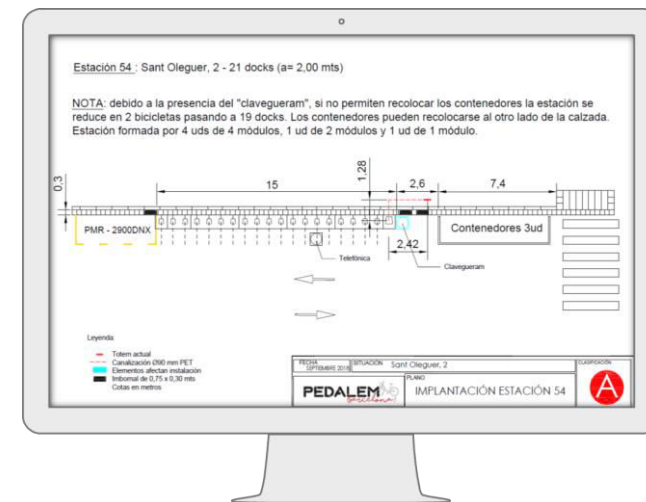 Estación 54 : Sant Oleguer, 2 - 21 docks (a= 2,00 mts)
NOTA: debido a la presencia del "clavegueram", si no permiten recolocar los contenedores la estación se
reduce en 2 bicicletas pasando a 19 docks. Los contenedores pueden recolocarse al otro lado de la calzada.
Estación formada por 4 uds de 4 módulos, 1 ud de 2 módulos y 1 ud de 1 módulo.
0,3
15
1,28
2,6
7,4
PMR - 2900DNX
Contenedores 3ud
2,42
Telefónica
Clavegueram
Leyenda
Totem actual
Canalización Ø90 mm PET
Elementos afectan instalación
Imbornal de 0,75 x 0,30 mts
Cotas en metros
FECHA
SEPTIEMBRE 2018
SITUACIÓN
Sant Oleguer, 2
CLASIFICACIÓN
PEDALEM
Barcelona!
PLANO
IMPLANTACIÓN ESTACIÓN 54
A